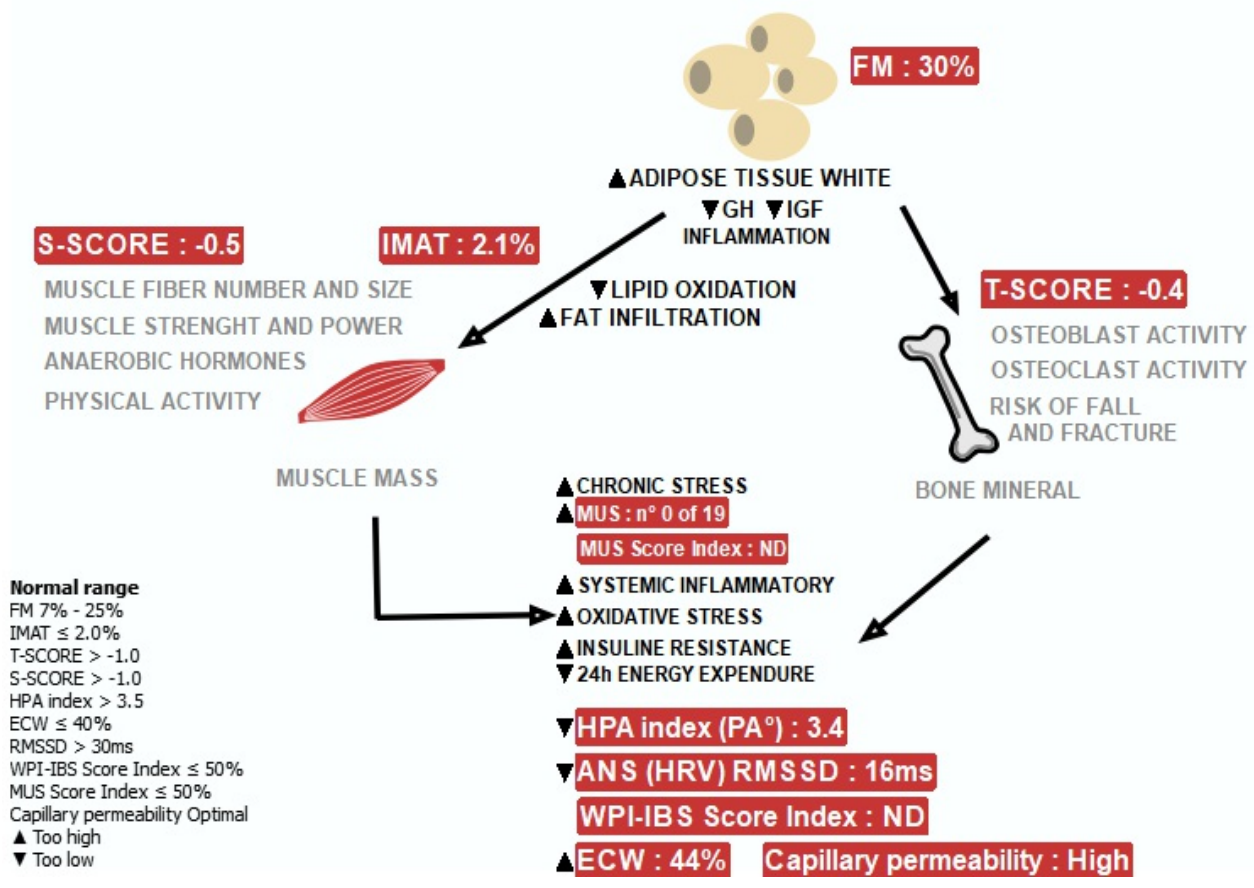 FM : 30%
▲ADIPOSE TISSUE WHITE
▼GH ▼IGF
INFLAMMATION
S-SCORE : -0.5
IMAT : 2.1%
MUSCLE FIBER NUMBER AND SIZE
MUSCLE STRENGHT AND POWER
ANAEROBIC HORMONES
PHYSICAL ACTIVITY
MUSCLE MASS
▼LIPID OXIDATION
▲FAT INFILTRATION
T-SCORE : -0.4
OSTEOBLAST ACTIVITY
OSTEOCLAST ACTIVITY
RISK OF FALL
AND FRACTURE
BONE MINERAL
▲CHRONIC STRESS
▲MUS : n° 0 of 19
MUS Score Index : ND
▲SYSTEMIC INFLAMMATORY
▲OXIDATIVE STRESS
▲INSULINE RESISTANCE
▼24h ENERGY EXPENDURE
▼HPA index (PA°) : 3.4
▼ANS (HRV) RMSSD : 16ms
WPI-IBS Score Index : ND
▲ECW : 44%
Capillary permeability : High
Normal range
FM 7% - 25%
IMAT ≤ 2.0%
T-SCORE > -1.0
S-SCORE > -1.0
HPA index > 3.5
ECW ≤ 40%
RMSSD > 30ms
WPI-IBS Score Index ≤ 50%
MUS Score Index ≤ 50%
Capillary permeability Optimal
▲ Too high
▼ Too low